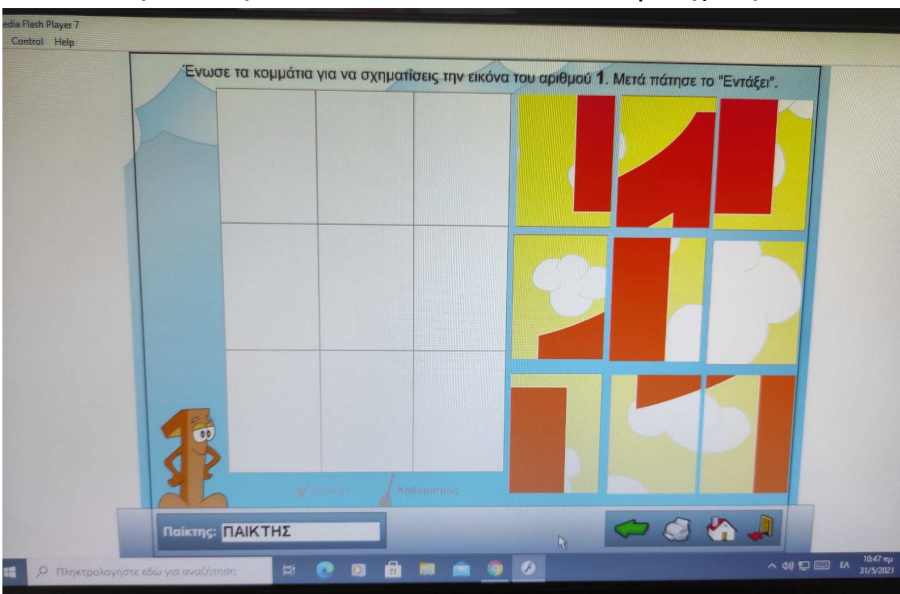 edia Flash Player 7
Control Help
Ένωσε τα κομμάτια για να σχηματίσεις την εικόνα του αριθμού 1. Μετά πάτησε το "Εντάξει".
Εντάξει Καθαρισμός
Παίκτης: ΠΑΙΚΤΗΣ
Πληκτρολογήστε εδώ για αναζήτηση
ΕΛ
10:47 πμ
31/5/2021